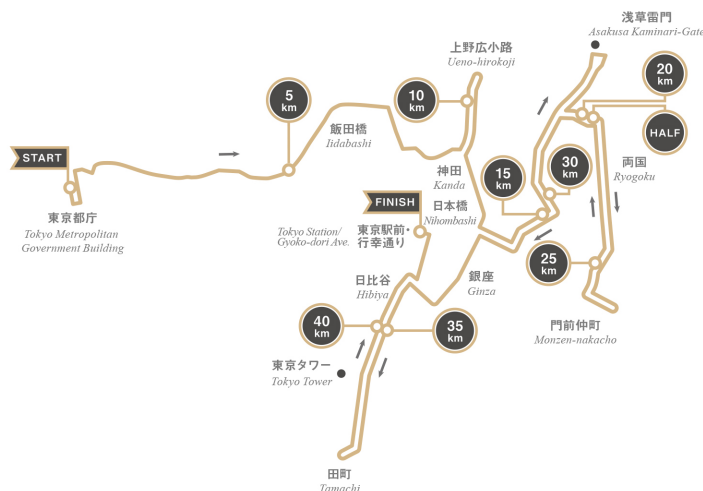 浅草雷門
Asakusa Kaminari-Gate
上野広小路
Ueno-hirokoji
20
km
5
km
10
km
飯田橋
Iidabashi
HALF
START
神田
Kanda
15
km
30
km
両国
Ryogoku
東京都庁
Tokyo Metropolitan
Government Building
FINISH
日本橋
Nihombashi
Tokyo Station/
Gyoko-dori Ave.
東京駅前・
行幸通り
25
km
日比谷
Hibiya
銀座
Ginza
門前仲町
Monzen-nakacho
40
km
35
km
東京タワー
Tokyo Tower
田町
Tamachi